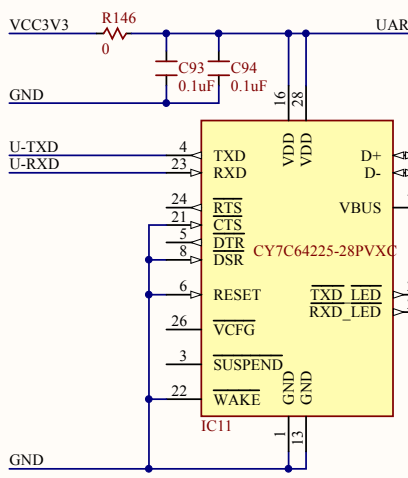 VCC3V3 R146 UAR
0
C93 C94
0.1uF 0.1uF
GND
16 28
VDD VDD
U-TXD 4 TXD D+
U-RXD 23 RXD D-
24 RTS VBUS
21 CTS
5 DTR
CY7C64225-28PVXC
8 DSR
6 RESET TXD_LED
RXD_LED
26 VCFG
3 SUSPEND
22 WAKE
GND GND
IC11
1 13
GND